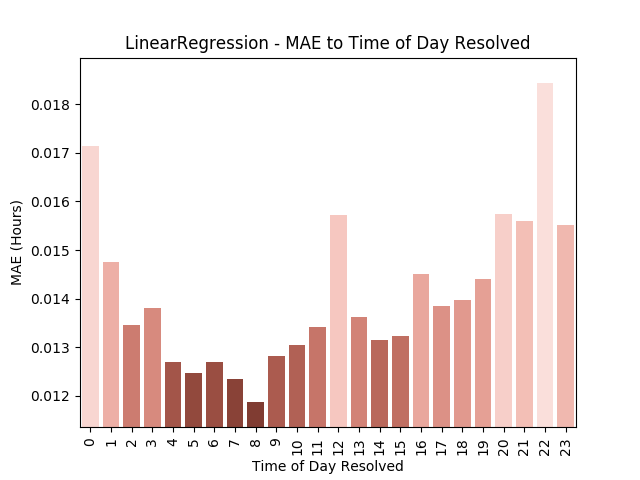 LinearRegression - MAE to Time of Day Resolved
0.018
0.017
0.016
0.015
0.014
0.013
0.012
MAE (Hours)
0 1 2 3 4 5 6 7 8 9 10 11 12 13 14 15 16 17 18 19 20 21 22 23
Time of Day Resolved